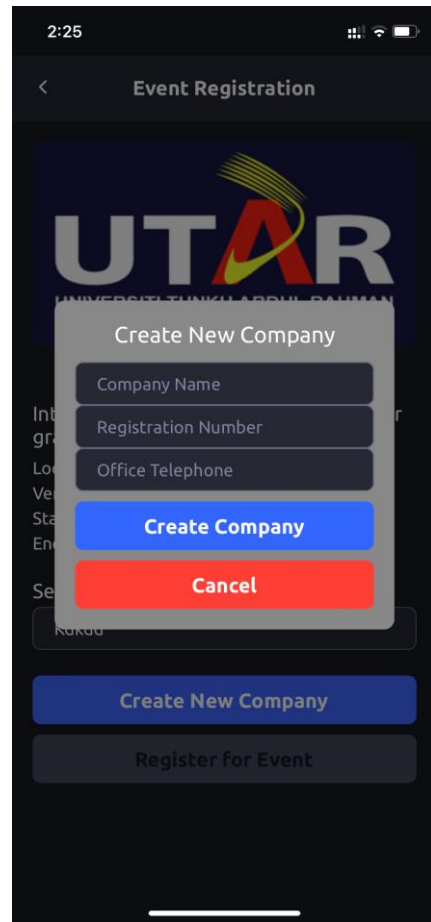 2:25
Event Registration
UTAR
UNIVERSITI TUNKU ABDUL RAHMAN
Create New Company
Company Name
Registration Number
Office Telephone
Create Company
Cancel
Create New Company
Register for Event